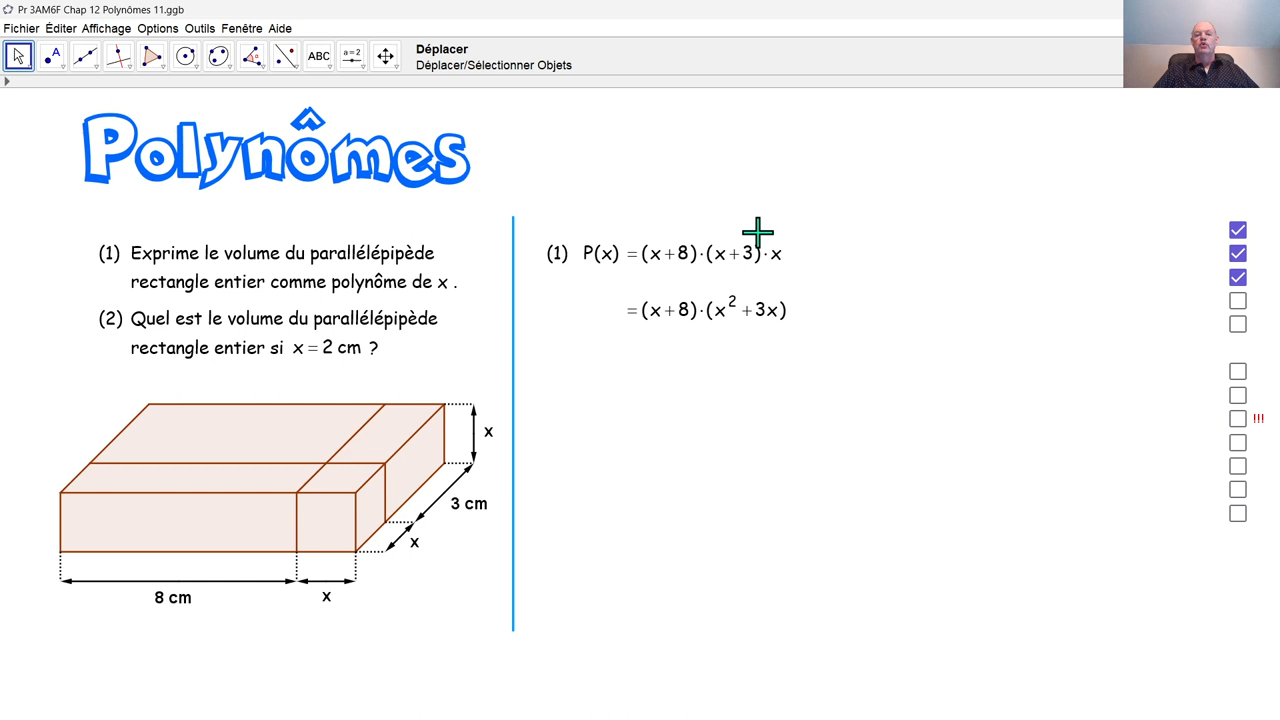 Pr 3AM6F Chap 12 Polynômes 11.ggb
Fichier Éditer Affichage Options Outils Fenêtre Aide
A
ABC
a=2
Déplacer
Déplacer/Sélectionner Objets
Polynômes
(1) Exprime le volume du parallélépipède
rectangle entier comme polynôme de x .
(2) Quel est le volume du parallélépipède
rectangle entier si x = 2 cm ?
(1) P(x) = (x+8)·(x+3)·x
= (x+8)·(x² + 3x)
!!!
x
3 cm
x
8 cm
x